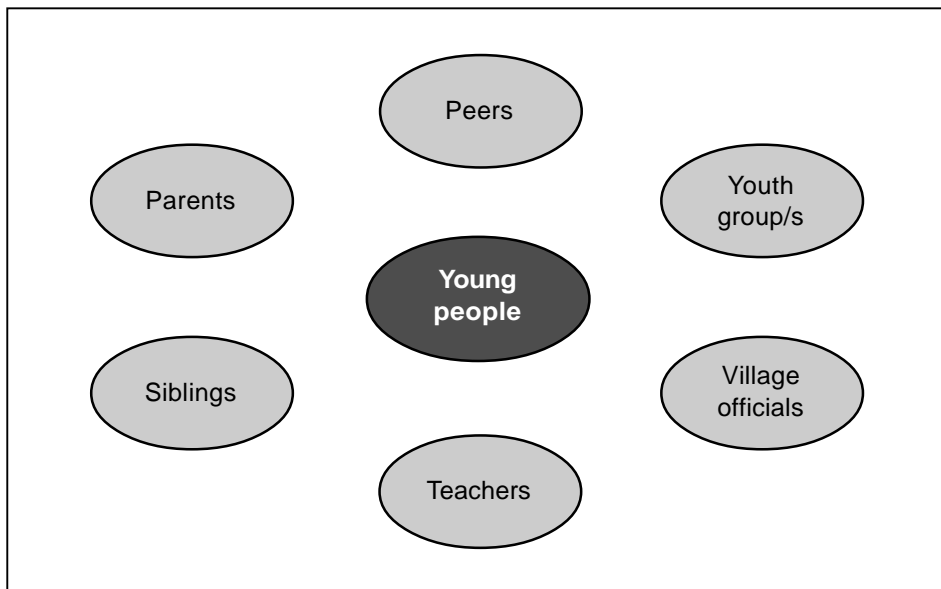 Peers
Parents
Youth
group/s
Young
people
Siblings
Village
officials
Teachers